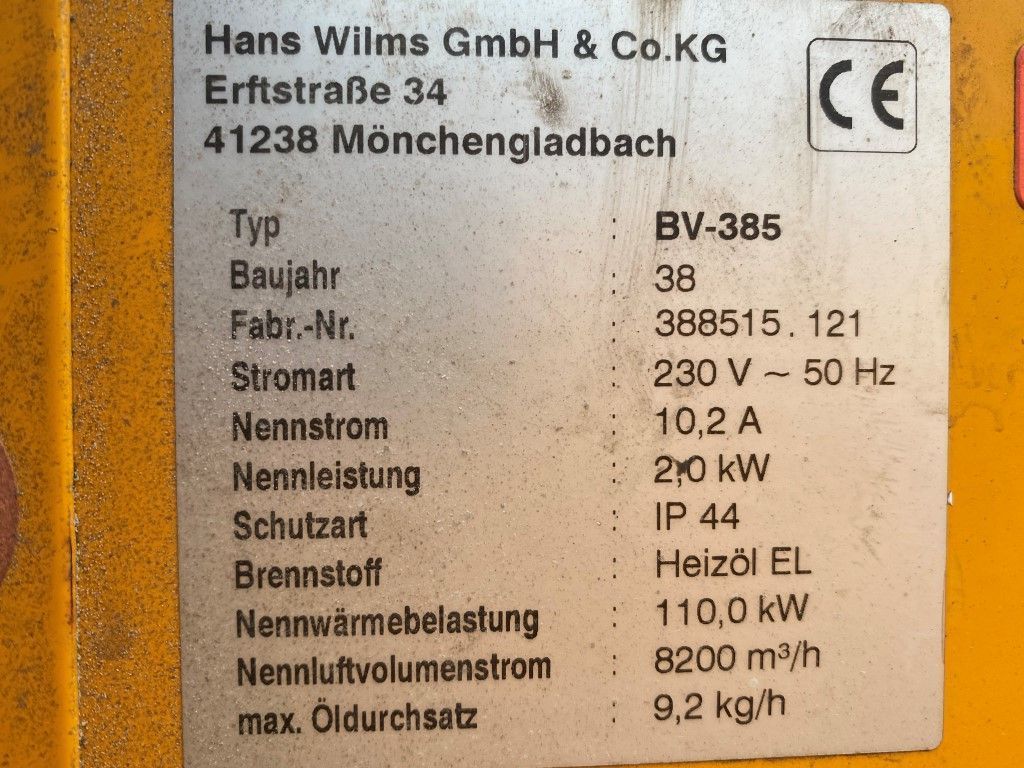 Hans Wilms GmbH & Co.KG
Erftstraße 34
41238 Mönchengladbach
CE
Typ : BV-385
Baujahr : 38
Fabr.-Nr. : 388515.121
Stromart : 230 V ~ 50 Hz
Nennstrom : 10,2 A
Nennleistung : 2,0 kW
Schutzart : IP 44
Brennstoff : Heizöl EL
Nennwärmebelastung : 110,0 kW
Nennluftvolumenstrom : 8200 m³/h
max. Öldurchsatz : 9,2 kg/h